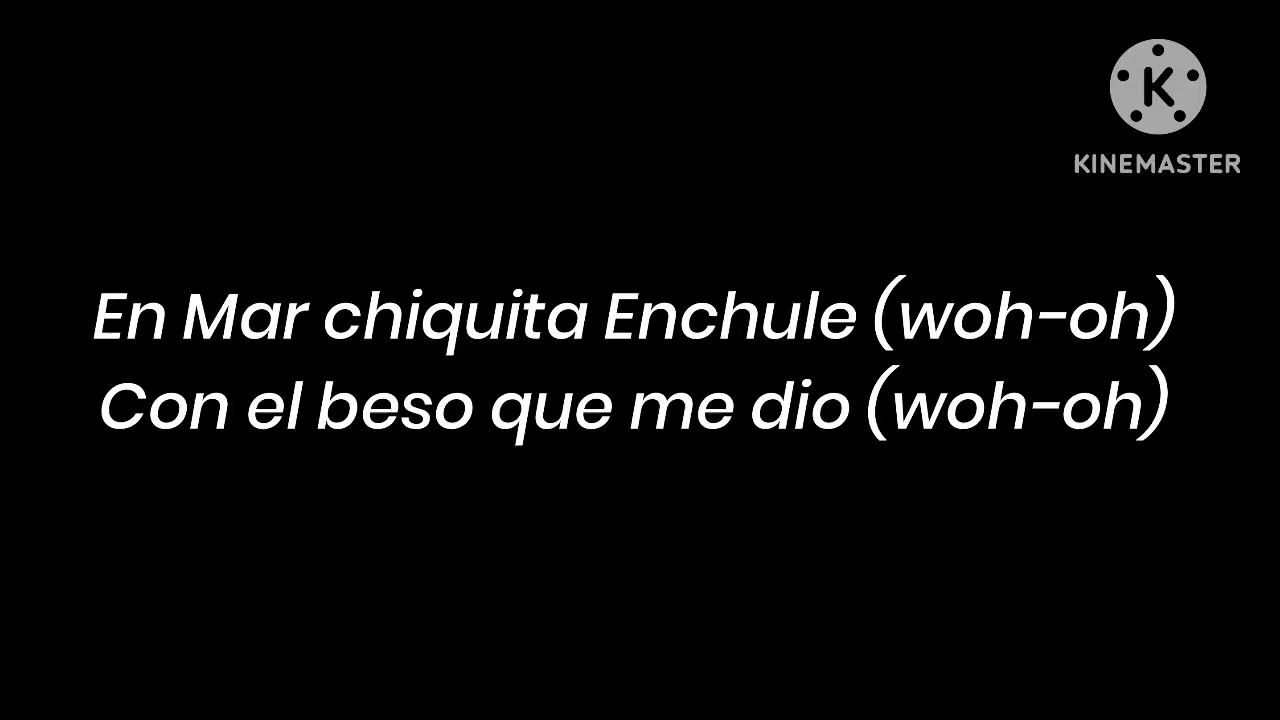 K
KINEMASTER
En Mar chiquita Enchule (woh-oh)
Con el beso que me dio (woh-oh)